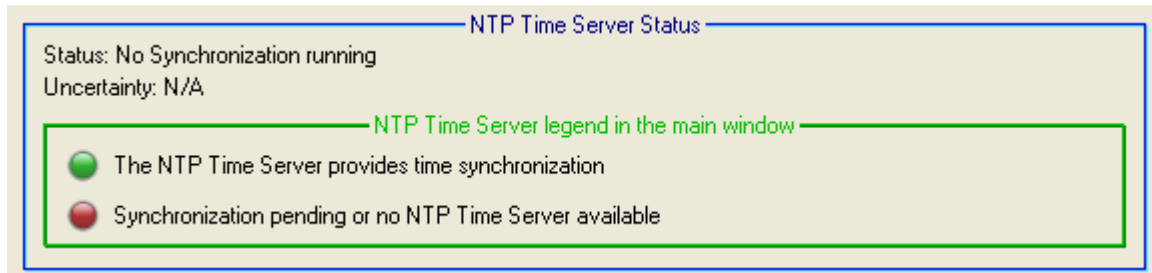 NTP Time Server Status
Status: No Synchronization running
Uncertainty: N/A
NTP Time Server legend in the main window
The NTP Time Server provides time synchronization
Synchronization pending or no NTP Time Server available